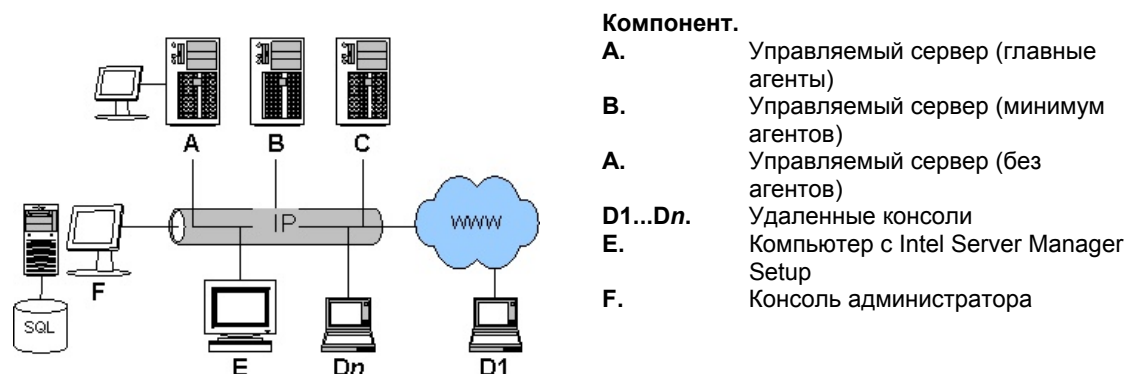 A
B
C
IP
WWW
F
SQL
E
Dn
D1
Компонент.
A. Управляемый сервер (главные
агенты)
B. Управляемый сервер (минимум
агентов)
A. Управляемый сервер (без
агентов)
D1...Dn. Удаленные консоли
E. Компьютер с Intel Server Manager
Setup
F. Консоль администратора